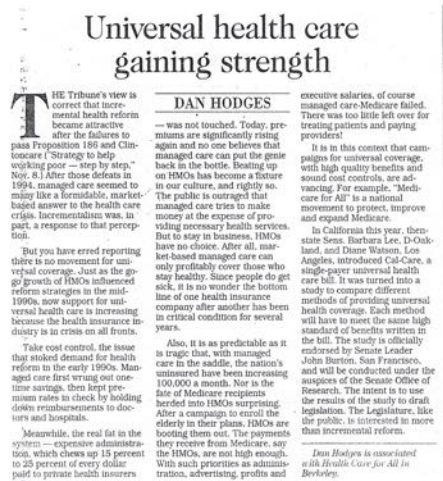 Universal health care
gaining strength
THE Tribune's view is
correct that incre-
mental health reform
became attractive
after the failures to
pass Proposition 186 and Clin-
toncare ("Strategy to help
working poor — step by step,"
Nov. 8.) After those defeats in
1994, managed care seemed to
many like a formidable, market-
based answer to the health care
crisis. Incrementalism was, in
part, a response to that percep-
tion.
But you have erred reporting
there is no movement for uni-
versal coverage. Just as the go-
go growth of HMOs influenced
reform strategies in the mid-
1990s, now support for uni-
versal health care is increasing
because the health insurance in-
dustry is in crisis on all fronts.
Take cost control, the issue
that stoked demand for health
reform in the early 1990s. Man-
aged care first wrung out one-
time savings, then kept pre-
mium rates in check by holding
down reimbursements to doc-
tors and hospitals.
Meanwhile, the real fat in the
system — expensive administra-
tion, which chews up 15 percent
to 25 percent of every dollar
paid to private health insurers
DAN HODGES
— was not touched. Today, pre-
miums are significantly rising
again and no one believes that
managed care can put the genie
back in the bottle. Beating up
on HMOs has become a fixture
in our culture, and rightly so.
The public is outraged that
managed care tries to make
money at the expense of pro-
viding necessary health services.
But to stay in business, HMOs
have no choice. After all, mar-
ket-based managed care can
only profitably cover those who
stay healthy. Since people do get
sick, it is no wonder the bottom
line of one health insurance
company after another has been
in critical condition for several
years.
Also, it is as predictable as it
is tragic that, with managed
care in the saddle, the nation's
uninsured have been increasing
100,000 a month. Nor is the
fate of Medicare recipients
herded into HMOs surprising.
After a campaign to enroll the
elderly in their plans, HMOs are
booting them out. The payments
they receive from Medicare, say
the HMOs, are not high enough.
With such priorities as adminis-
tration, advertising, profits and
executive salaries, of course
managed care-Medicare failed.
There was too little left over for
treating patients and paying
providers!
It is in this context that cam-
paigns for universal coverage,
with high quality benefits and
sound cost controls, are ad-
vancing. For example, "Medi-
care for All" is a national
movement to protect, improve
and expand Medicare.
In California this year, then-
state Sens. Barbara Lee, D-Oak-
land, and Diane Watson, Los
Angeles, introduced Cal-Care, a
single-payer universal health
care bill. It was turned into a
study to compare different
methods of providing universal
health coverage. Each method
will have to meet the same high
standard of benefits written in
the bill. The study is officially
endorsed by Senate Leader
John Burton, San Francisco,
and will be conducted under the
auspices of the Senate Office of
Research. The intent is to use
the results of the study to draft
legislation. The Legislature, like
the public, is interested in more
than incremental reform.
Dan Hodges is associated
with Health Care for All in
Berkeley.